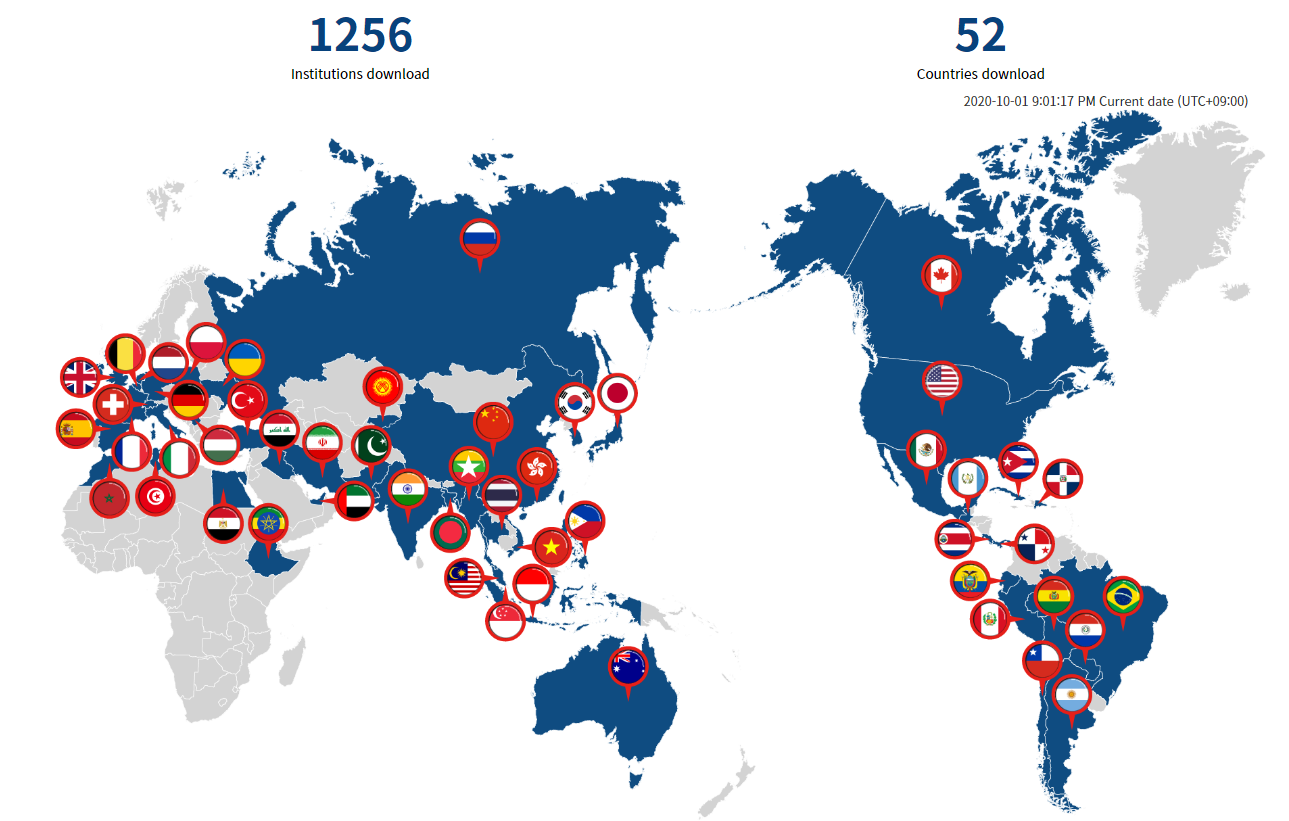 1256
Institutions download
52
Countries download
2020-10-01 9:01:17 PM Current date (UTC+09:00)